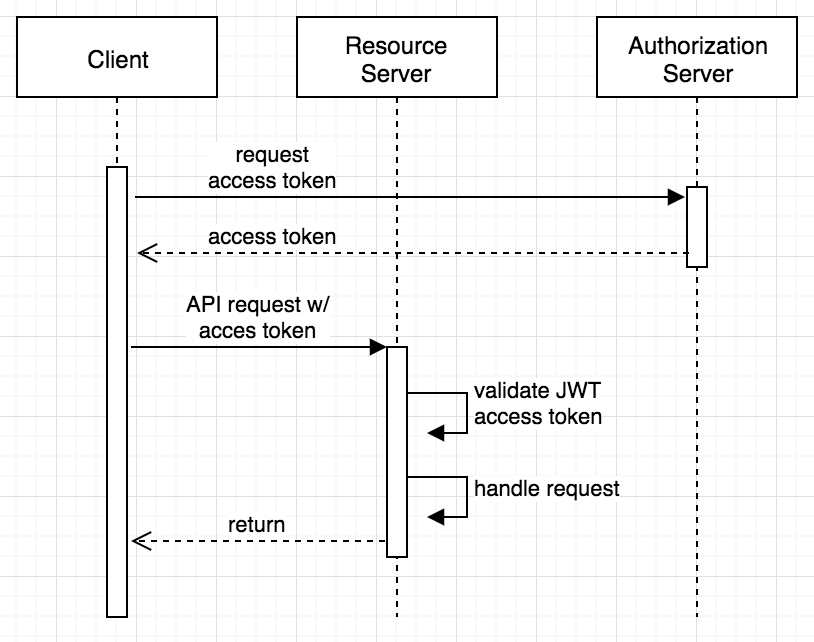 Client
Resource
Server
Authorization
Server
request
access token
access token
API request w/
acces token
validate JWT
access token
handle request
return